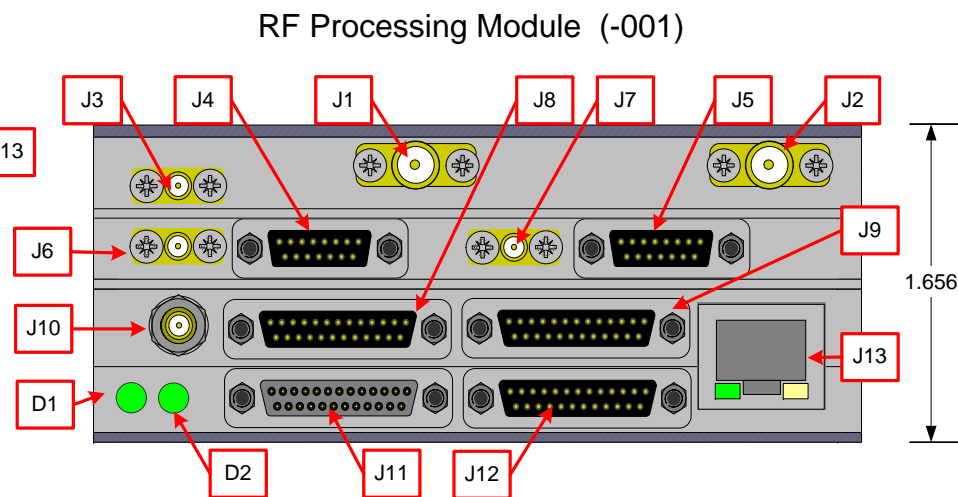 RF Processing Module (-001)
J3
J4
J1
J8
J7
J5
J2
13
J6
J9
1.656
J10
J13
D1
D2
J11
J12